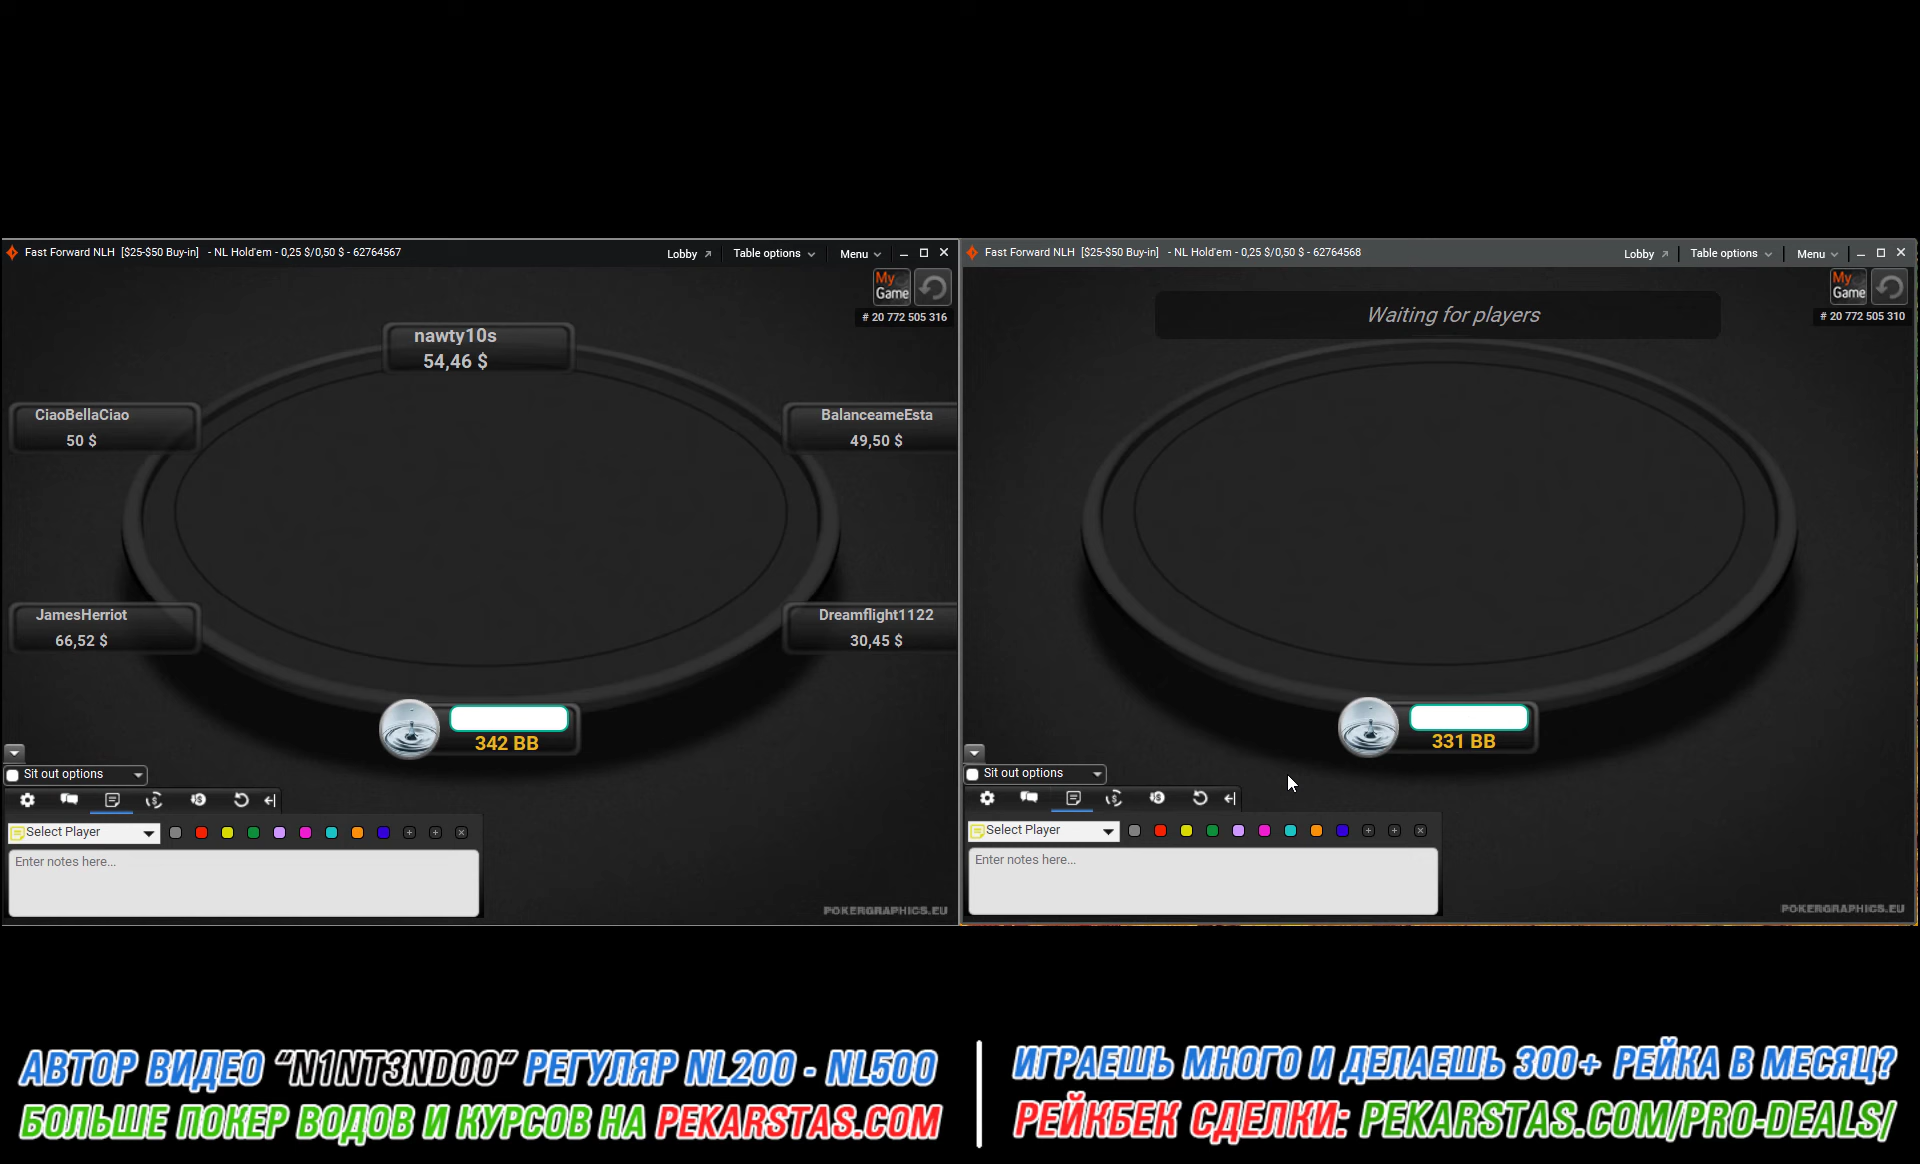 Fast Forward NLH [$25-$50 Buy-in] - NL Hold'em - 0,25 $/0,50 $ - 62764567
Lobby
Table options
Menu
My Game
# 20 772 505 316
nawty10s
54,46 $
CiaoBellaCiao
50 $
BalanceameEsta
49,50 $
JamesHerriot
66,52 $
Dreamflight1122
30,45 $
342 BB
Sit out options
Select Player
Enter notes here...
POKERGRAPHICS.EU
Fast Forward NLH [$25-$50 Buy-in] - NL Hold'em - 0,25 $/0,50 $ - 62764568
Lobby
Table options
Menu
My Game
# 20 772 505 310
Waiting for players
331 BB
Sit out options
Select Player
Enter notes here...
POKERGRAPHICS.EU
АВТОР ВИДЕО “N1NT3NDOO” РЕГУЛЯР NL200 - NL500
БОЛЬШЕ ПОКЕР ВОДОВ И КУРСОВ НА PEKARSTAS.COM
ИГРАЕШЬ МНОГО И ДЕЛАЕШЬ 300+ РЕЙКА В МЕСЯЦ?
РЕЙКБЕК СДЕЛКИ: PEKARSTAS.COM/PRO-DEALS/